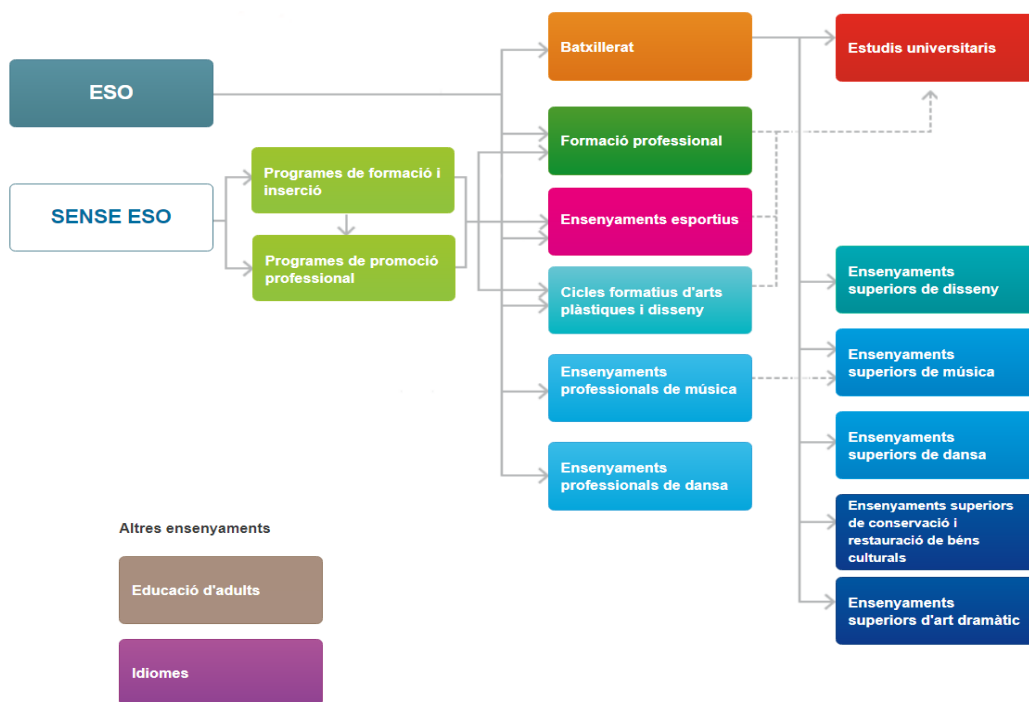 ESO
SENSE ESO
Programes de formació i
inserció
Programes de promoció
professional
Batxillerat
Formació professional
Ensenyaments esportius
Cicles formatius d'arts
plàstiques i disseny
Ensenyaments
professionals de música
Ensenyaments
professionals de dansa
Estudis universitaris
Ensenyaments
superiors de disseny
Ensenyaments
superiors de música
Ensenyaments
superiors de dansa
Ensenyaments superiors
de conservació i
restauració de béns
culturals
Ensenyaments
superiors d'art dramàtic
Altres ensenyaments
Educació d'adults
Idiomes